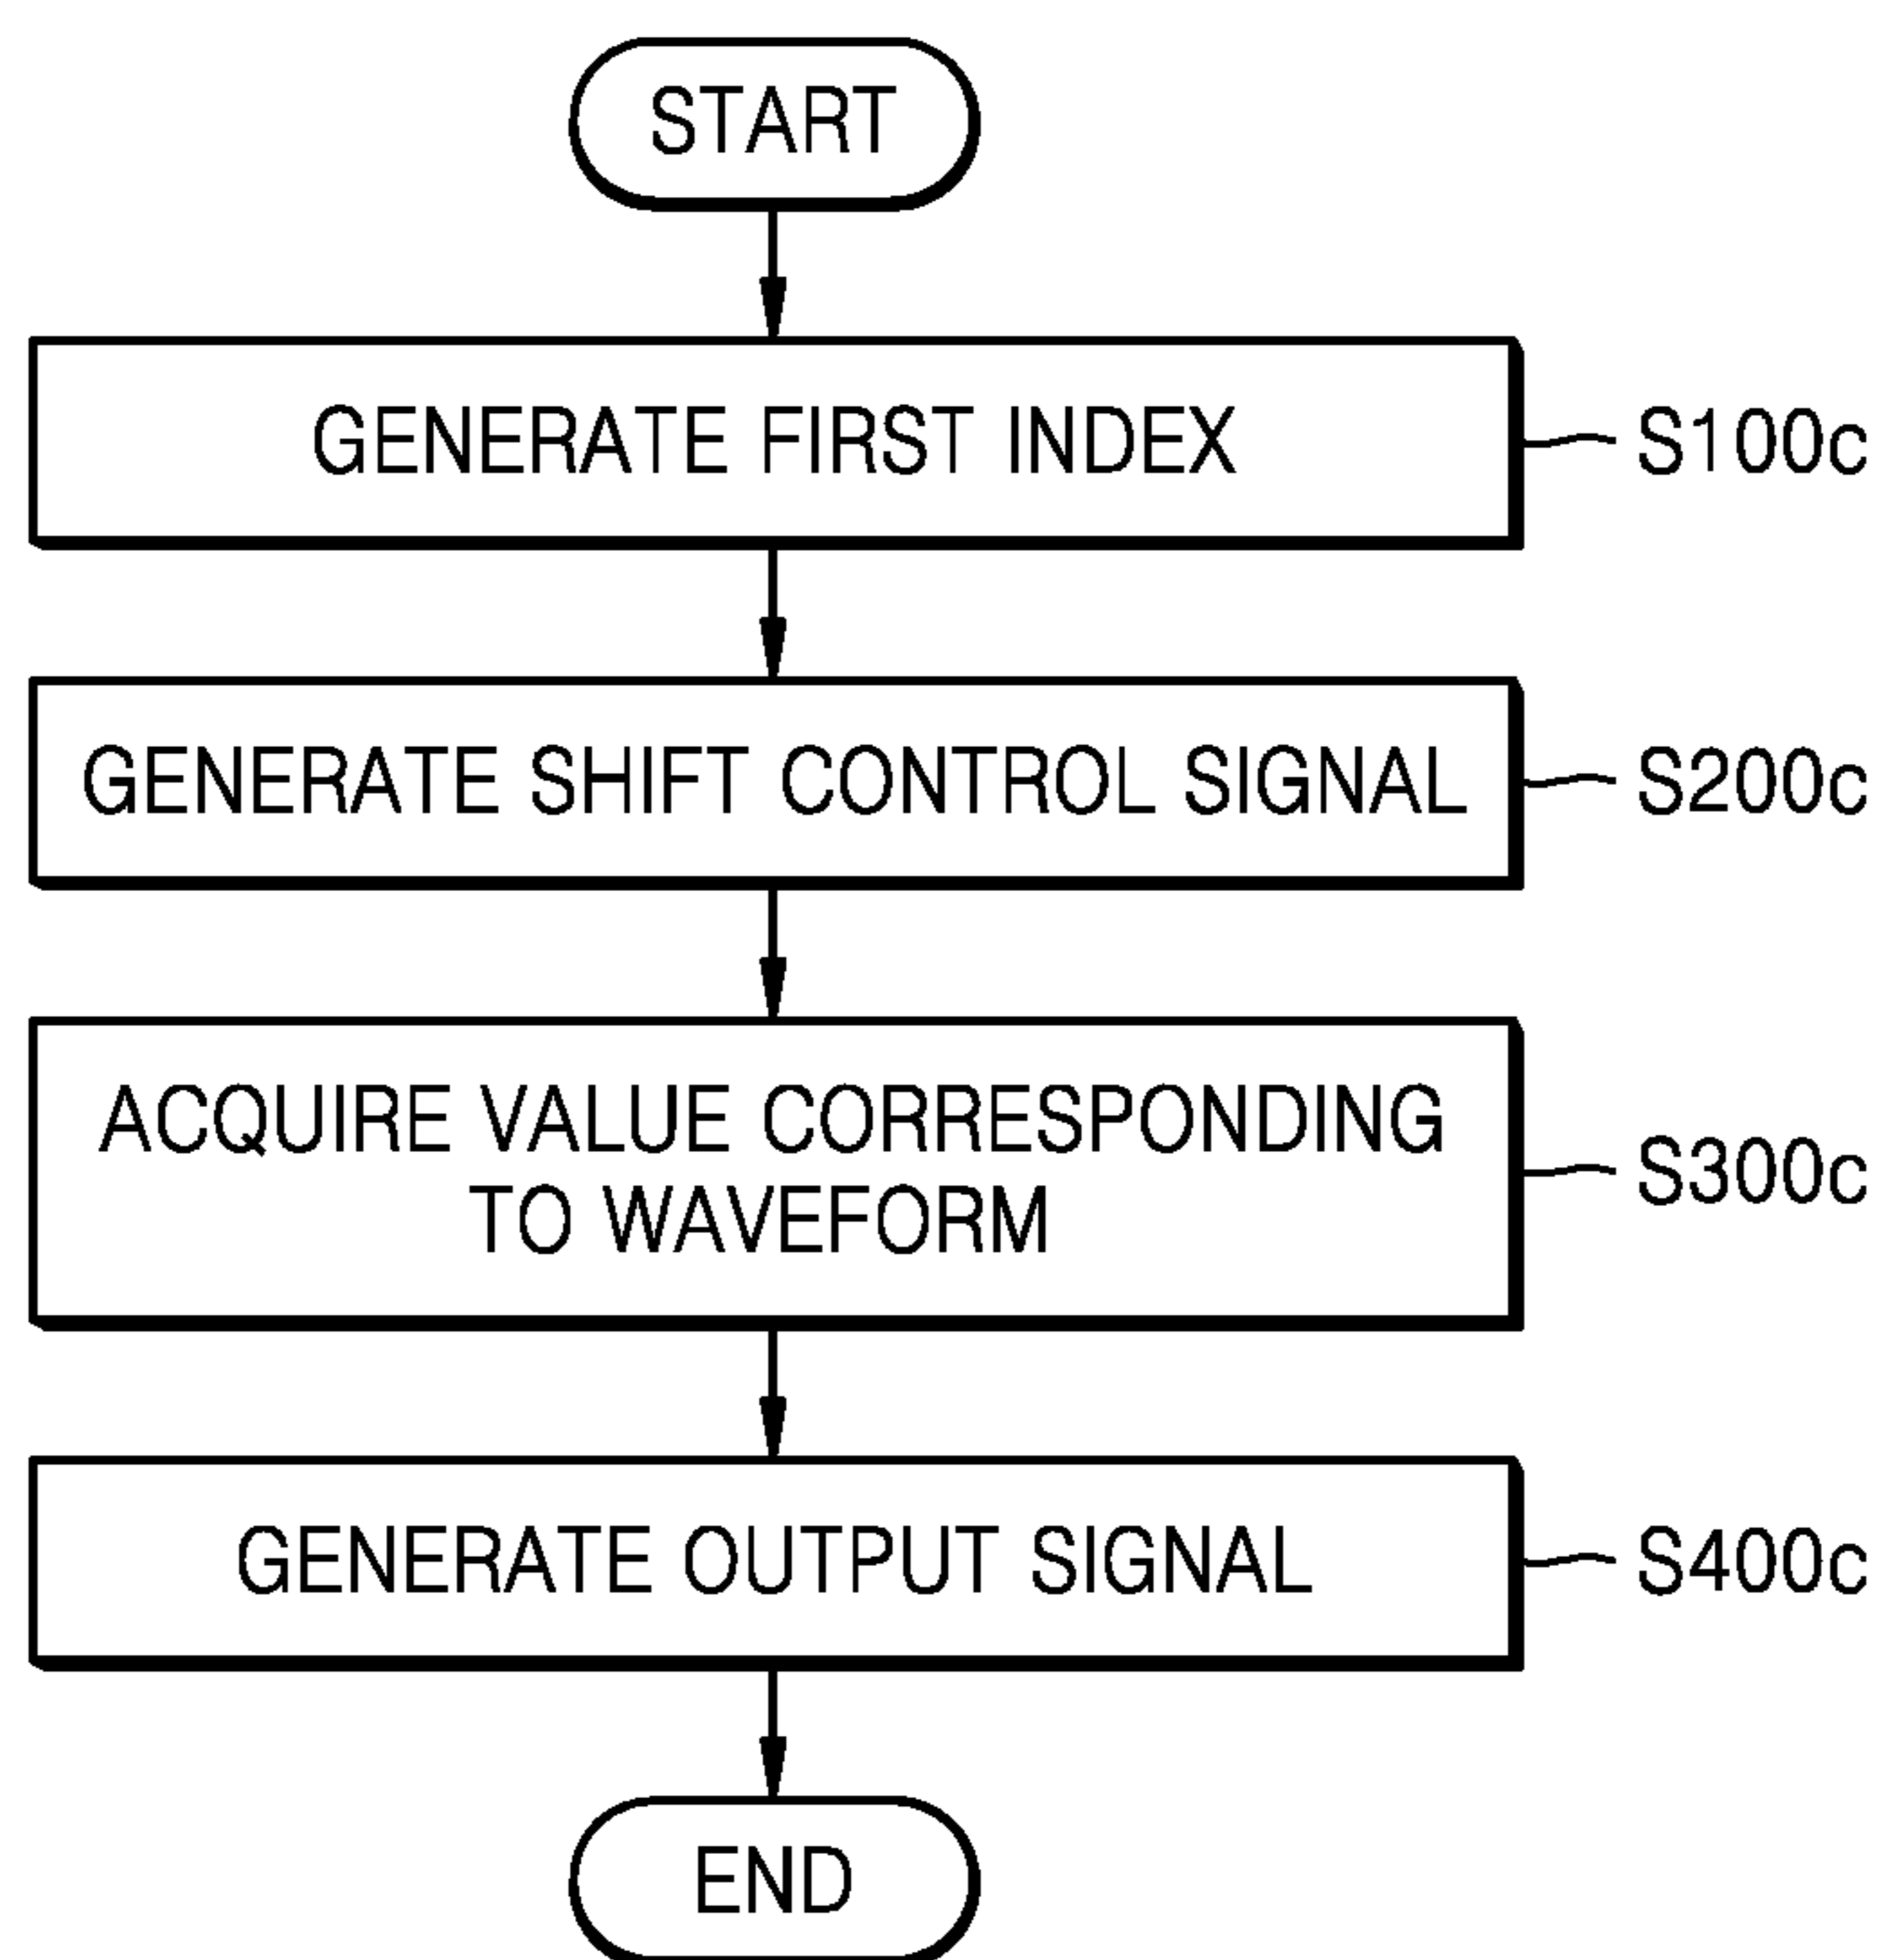 START
GENERATE FIRST INDEX
S100c
GENERATE SHIFT CONTROL SIGNAL
S200c
ACQUIRE VALUE CORRESPONDING
TO WAVEFORM
S300c
GENERATE OUTPUT SIGNAL
S400c
END